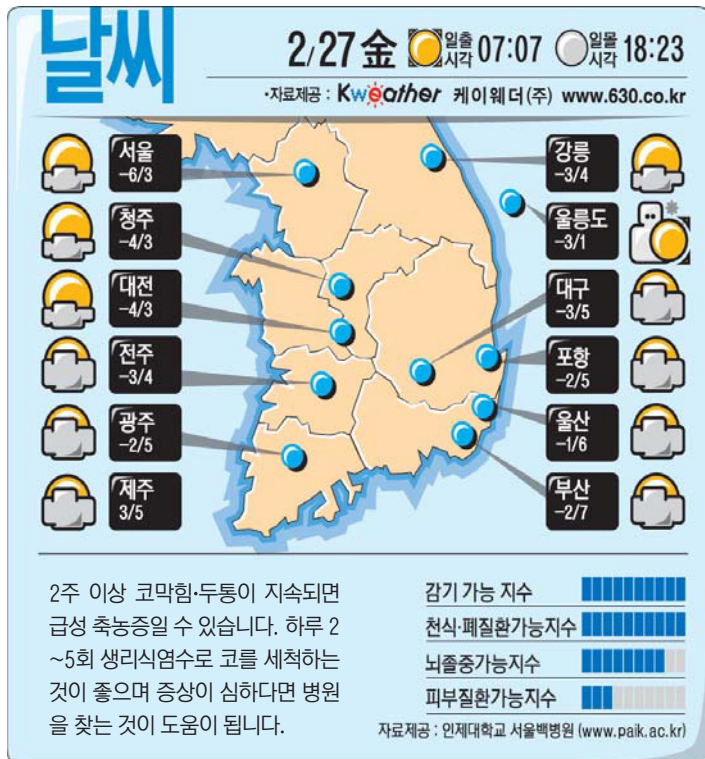 날씨
2/27 金 일출시각 07:07 일몰시각 18:23
·자료제공 : Kweather 케이웨더(주) www.630.co.kr
서울
-6/3
청주
-4/3
대전
-4/3
전주
-3/4
광주
-2/5
제주
3/5
강릉
-3/4
울릉도
-3/1
대구
-3/5
포항
-2/5
울산
-1/6
부산
-2/7
2주 이상 코막힘·두통이 지속되면
급성 축농증일 수 있습니다. 하루 2
~5회 생리식염수로 코를 세척하는
것이 좋으며 증상이 심하다면 병원
을 찾는 것이 도움이 됩니다.
감기 가능 지수
천식·폐질환가능지수
뇌졸중가능지수
피부질환가능지수
자료제공 : 인제대학교 서울백병원 (www.paik.ac.kr)